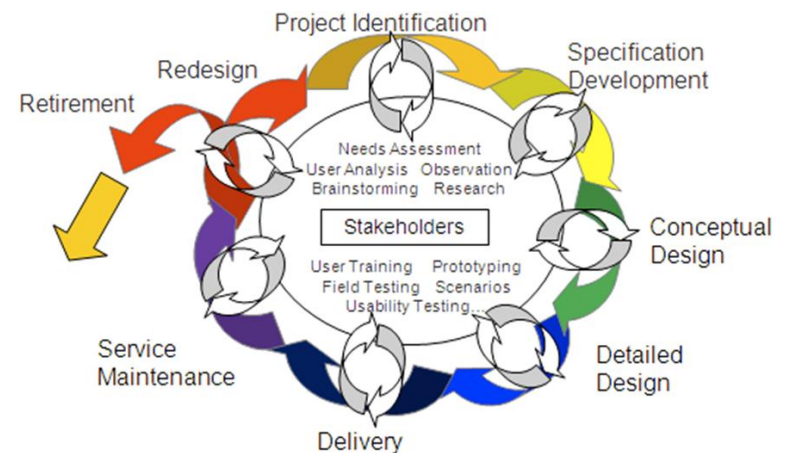 Project Identification
Specification
Development
Redesign
Retirement
Needs Assessment
User Analysis Observation
Brainstorming Research
Stakeholders
User Training Prototyping
Field Testing Scenarios
Usability Testing...
Conceptual
Design
Detailed
Design
Service
Maintenance
Delivery